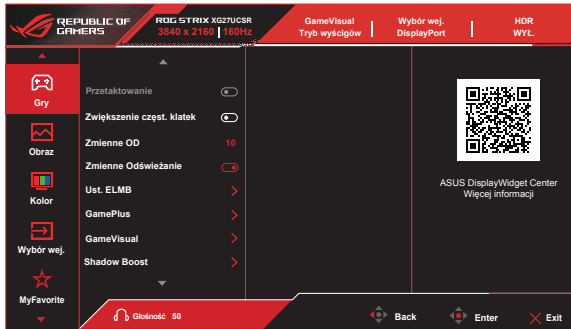 REPUBLIC OF
GAMERS
ROG STRIX XG27UCSR
3840 x 2160 160Hz
GameVisual
Tryb wyścigów
Wybór wej.
DisplayPort
HDR
WYŁ.
Gry
Obraz
Kolor
Wybór wej.
MyFavorite
Przetaktowanie
Zwiększenie częst. klatek
Zmienne OD 10
Zmienne Odświeżanie
Ust. ELMB
GamePlus
GameVisual
Shadow Boost
ASUS DisplayWidget Center
Więcej informacji
Głośność 50
Back
Enter
Exit